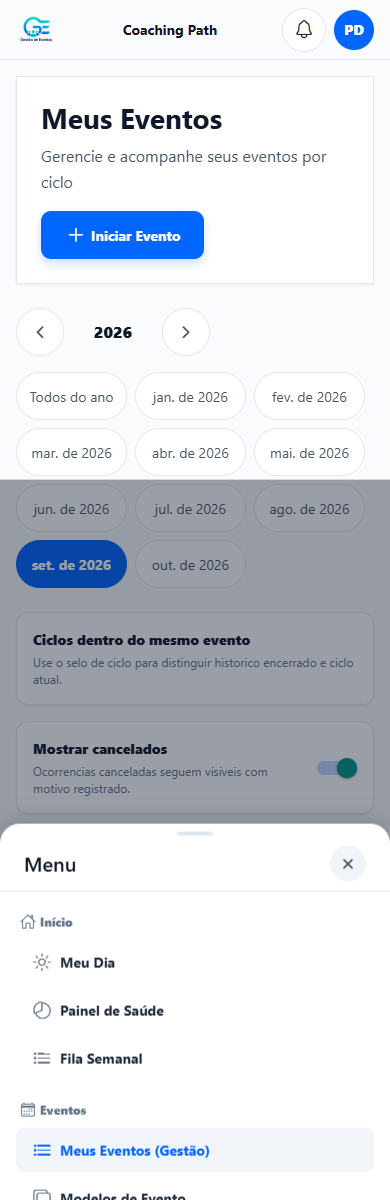 GE
Gestão de Eventos
Coaching Path
PD
Meus Eventos
Gerencie e acompanhe seus eventos por
ciclo
+ Iniciar Evento
2026
Todos do ano
jan. de 2026
fev. de 2026
mar. de 2026
abr. de 2026
mai. de 2026
jun. de 2026
jul. de 2026
ago. de 2026
set. de 2026
out. de 2026
Ciclos dentro do mesmo evento
Use o selo de ciclo para distinguir historico encerrado e ciclo
atual.
Mostrar cancelados
Ocorrencias canceladas seguem visiveis com
motivo registrado.
Menu
Início
Meu Dia
Painel de Saúde
Fila Semanal
Eventos
Meus Eventos (Gestão)
Modelos de Evento